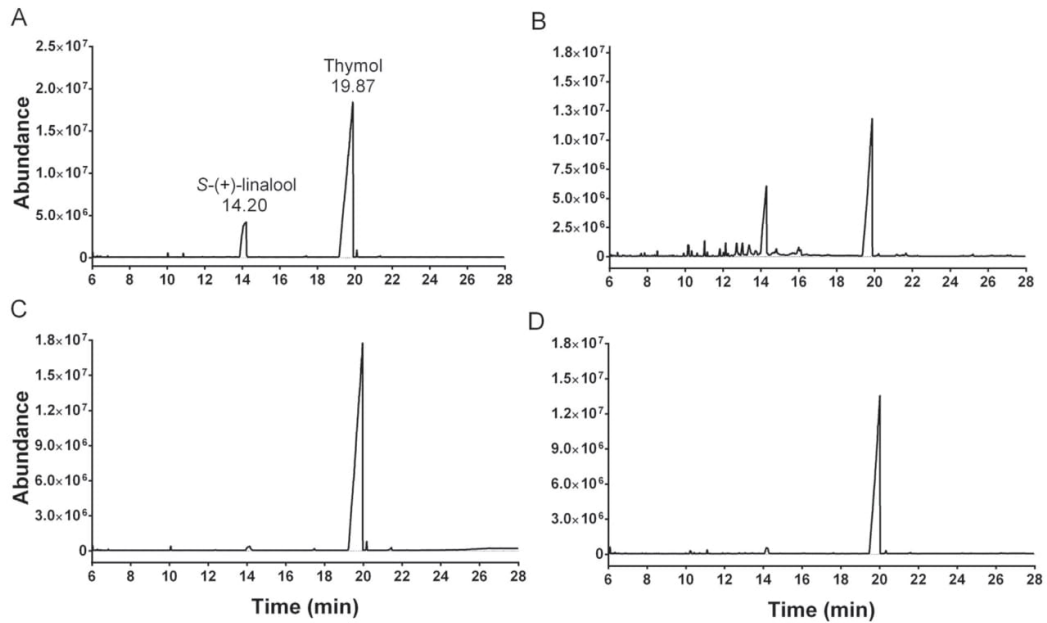 A
Abundance
2.5×10⁷
2.0×10⁷
1.5×10⁷
1.0×10⁷
5.0×10⁶
0
Thymol
19.87
S-(+)-linalool
14.20
6 8 10 12 14 16 18 20 22 24 26 28
B
1.8×10⁷
1.5×10⁷
1.3×10⁷
1.0×10⁷
7.5×10⁶
5.0×10⁶
2.5×10⁶
0
6 8 10 12 14 16 18 20 22 24 26 28
C
Abundance
1.8×10⁷
1.5×10⁷
1.2×10⁷
9.0×10⁶
6.0×10⁶
3.0×10⁶
0
6 8 10 12 14 16 18 20 22 24 26 28
Time (min)
D
1.8×10⁷
1.5×10⁷
1.2×10⁷
9.0×10⁶
6.0×10⁶
3.0×10⁶
0
6 8 10 12 14 16 18 20 22 24 26 28
Time (min)